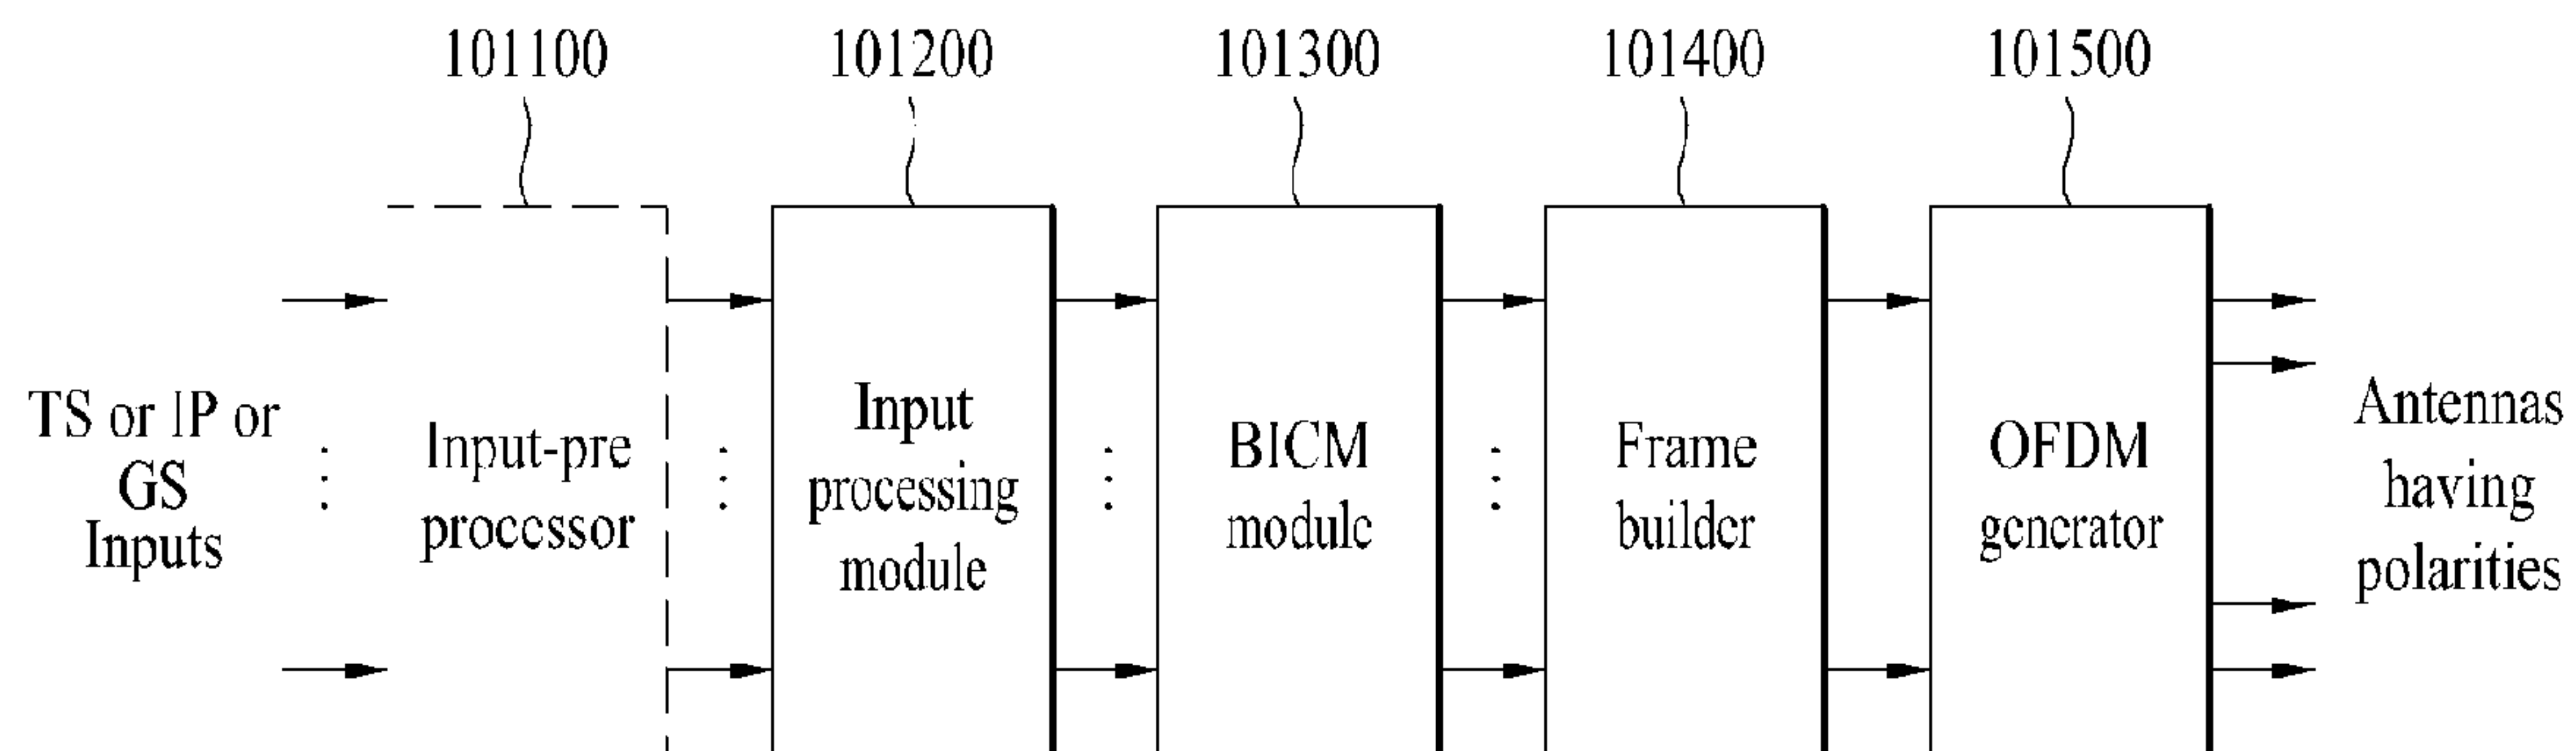 101100
101200
101300
101400
101500
TS or IP or
GS
Inputs
Input-pre
processor
Input
processing
module
BICM
module
Frame
builder
OFDM
generator
Antennas
having
polarities